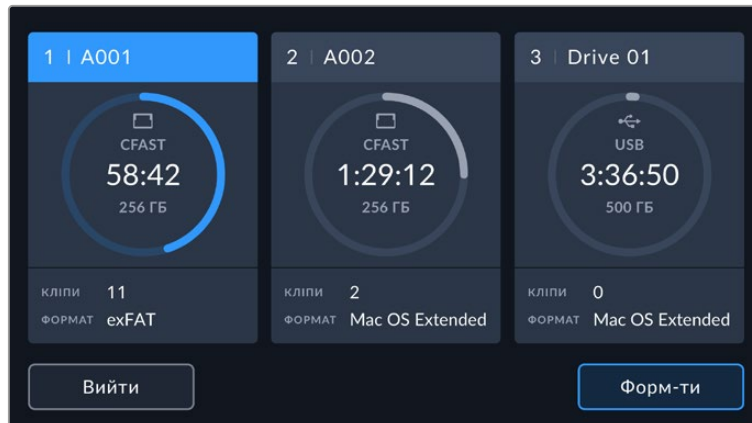 1 | A001
CFAST
58:42
256 ГБ
КЛІПИ 11
ФОРМАТ exFAT
2 | A002
CFAST
1:29:12
256 ГБ
КЛІПИ 2
ФОРМАТ Mac OS Extended
3 | Drive 01
USB
3:36:50
500 ГБ
КЛІПИ 0
ФОРМАТ Mac OS Extended
Вийти
Форм-ти